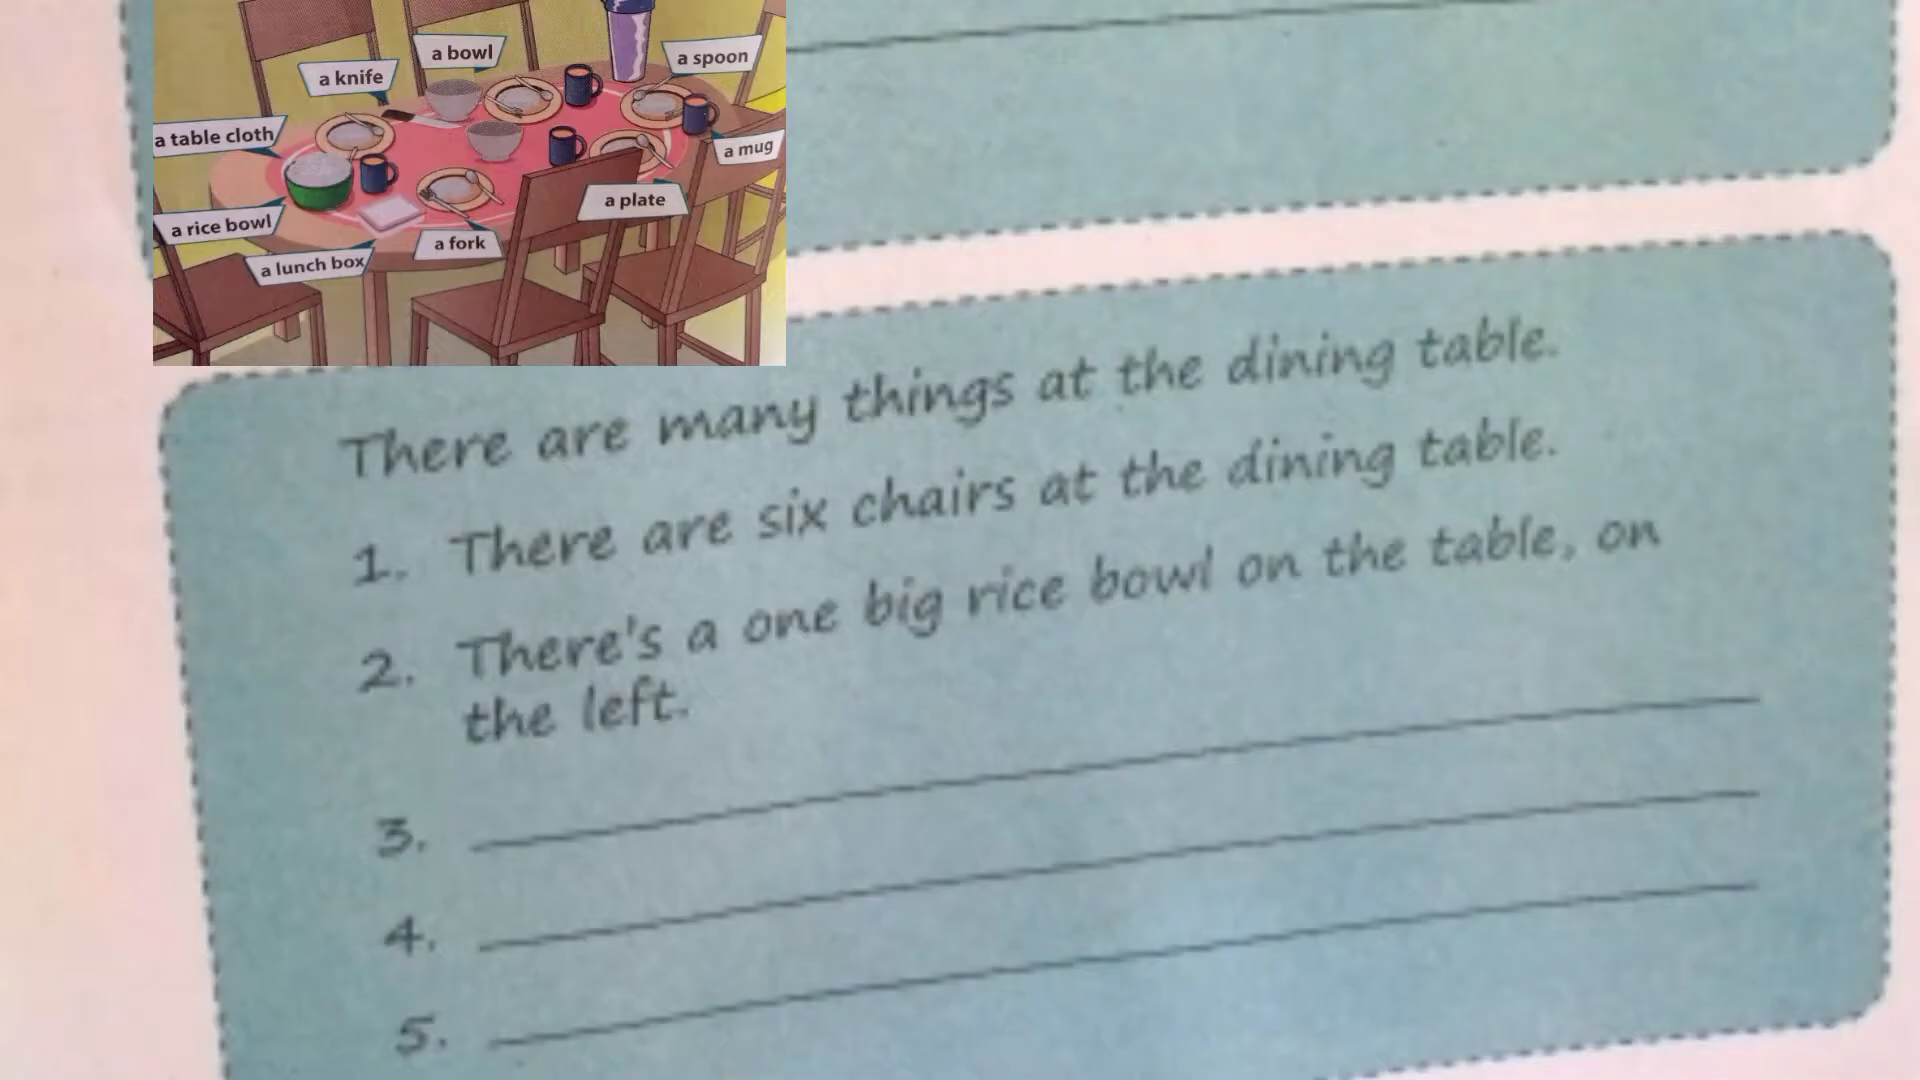 a bowl
a spoon
a knife
a table cloth
a mug
a plate
a rice bowl
a fork
a lunch box
There are many things at the dining table.
1. There are six chairs at the dining table.
2. There's a one big rice bowl on the table, on
the left.
3.
4.
5.